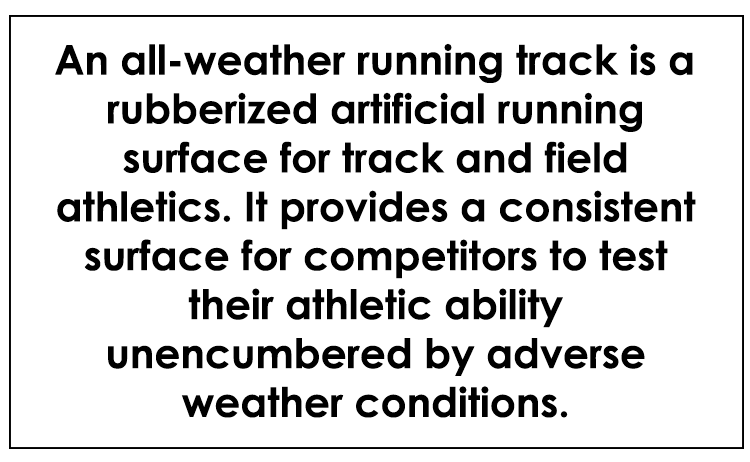 An all-weather running track is a
rubberized artificial running
surface for track and field
athletics. It provides a consistent
surface for competitors to test
their athletic ability
unencumbered by adverse
weather conditions.